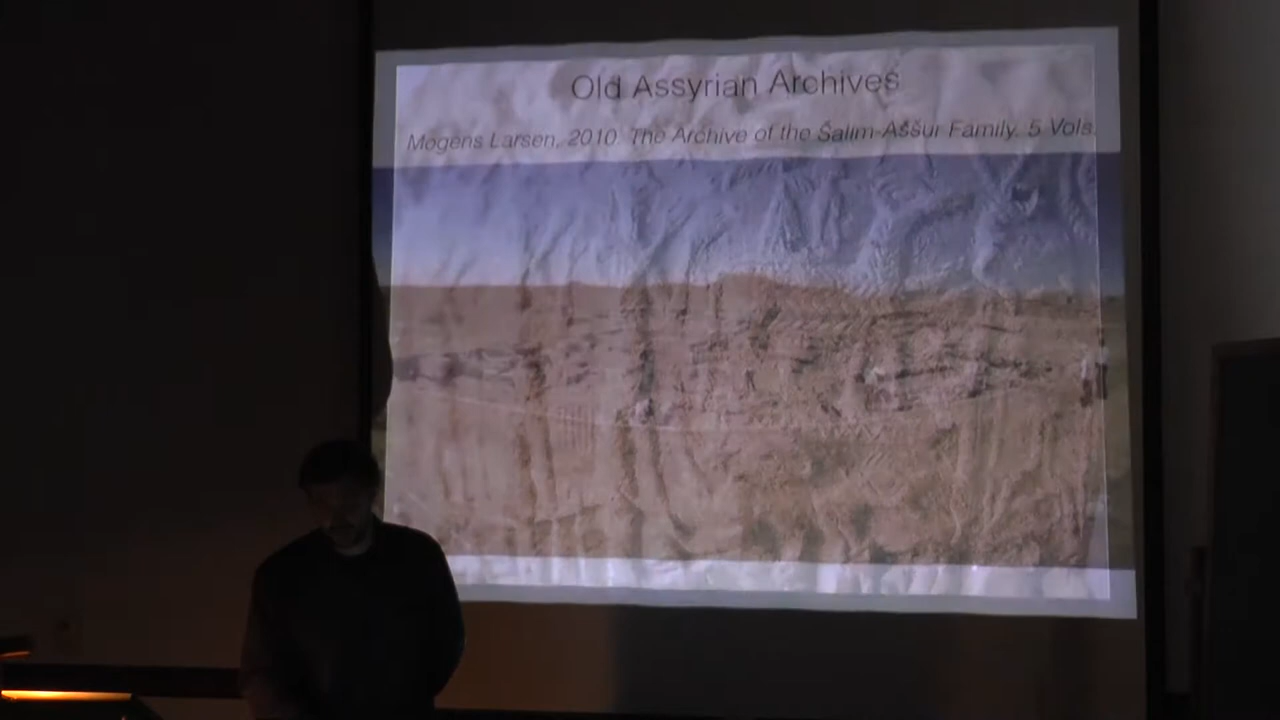 Old Assyrian Archives
Mogens Larsen, 2010. The Archive of the Šalim-Aššur Family. 5 Vols.